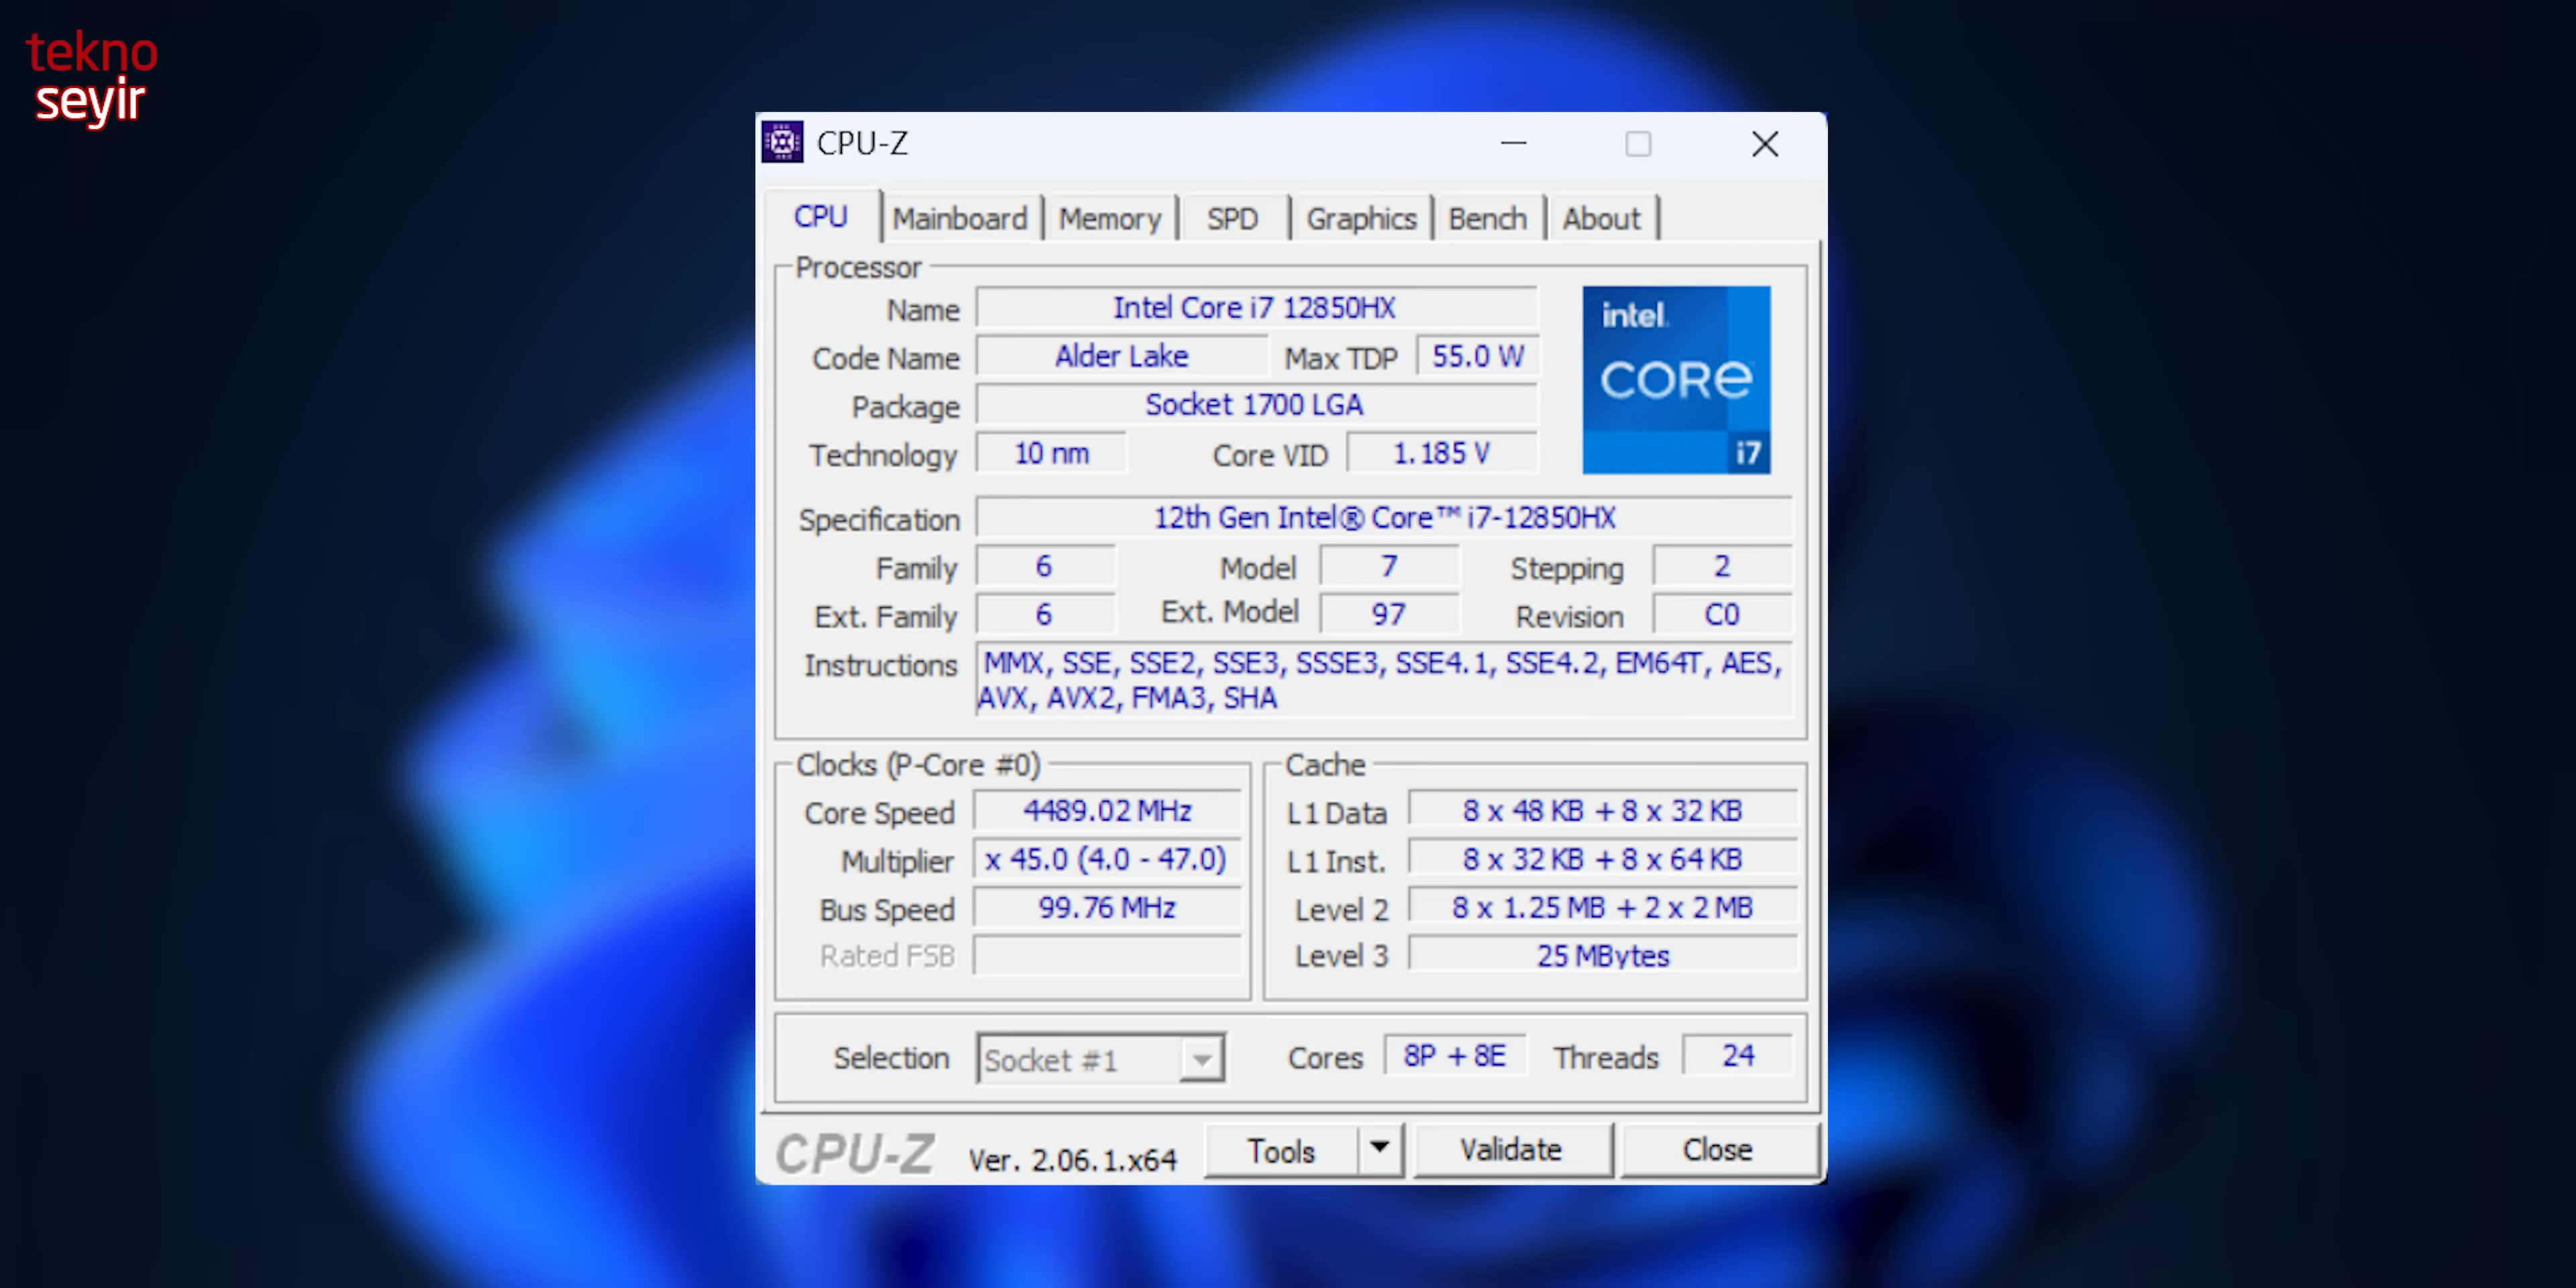 tekno
seyir
CPU-Z
CPU Mainboard Memory SPD Graphics Bench About
Processor
Name Intel Core i7 12850HX
Code Name Alder Lake Max TDP 55.0 W
Package Socket 1700 LGA
Technology 10 nm Core VID 1.185 V
intel.
CORe
i7
Specification 12th Gen Intel® Core™ i7-12850HX
Family 6 Model 7 Stepping 2
Ext. Family 6 Ext. Model 97 Revision C0
Instructions MMX, SSE, SSE2, SSE3, SSSE3, SSE4.1, SSE4.2, EM64T, AES,
AVX, AVX2, FMA3, SHA
Clocks (P-Core #0)
Core Speed 4489.02 MHz
Multiplier x 45.0 (4.0 - 47.0)
Bus Speed 99.76 MHz
Rated FSB
Cache
L1 Data 8 x 48 KB + 8 x 32 KB
L1 Inst. 8 x 32 KB + 8 x 64 KB
Level 2 8 x 1.25 MB + 2 x 2 MB
Level 3 25 MBytes
Selection Socket #1 Cores 8P + 8E Threads 24
CPU-Z Ver. 2.06.1.x64 Tools Validate Close